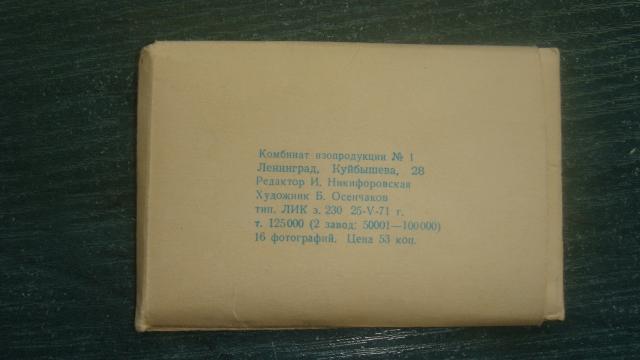 Комбинат изопродукции № 1
Ленинград, Куйбышева, 28
Редактор И. Никифоровская
Художник Б. Осенчаков
тип. ЛИК з. 230 25-V-71 г.
т. 125000 (2 завод: 50001—100000)
16 фотографий. Цена 53 коп.